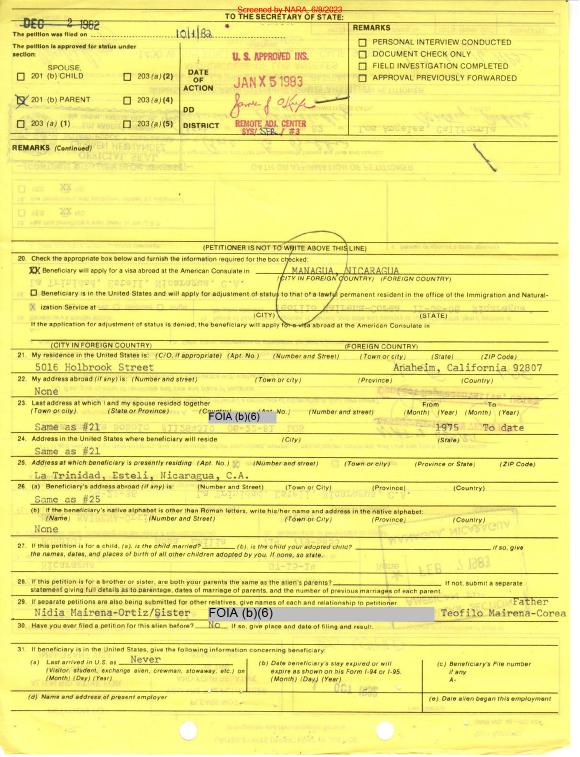 Screened by NARA, 6/8/2023
TO THE SECRETARY OF STATE:
DEC 2 1982
The petition was filed on 10/1/82
The petition is approved for status under section:
SPOUSE,
☐ 201 (b) CHILD ☐ 203 (a) (2)
☒ 201 (b) PARENT ☐ 203 (a) (4)
☐ 203 (a) (1) ☐ 203 (a) (5)
DATE OF ACTION
DD
DISTRICT
U.S. APPROVED INS.
JAN 5 1983
REMOTE ADJ. CENTER
REMARKS
☐ PERSONAL INTERVIEW CONDUCTED
☐ DOCUMENT CHECK ONLY
☐ FIELD INVESTIGATION COMPLETED
☐ APPROVAL PREVIOUSLY FORWARDED
REMARKS (Continued)
(PETITIONER IS NOT TO WRITE ABOVE THIS LINE)
20. Check the appropriate box below and furnish the information required for the box checked:
XX Beneficiary will apply for a visa abroad at the American Consulate in MANAGUA, NICARAGUA
(CITY IN FOREIGN COUNTRY) (FOREIGN COUNTRY)
☐ Beneficiary is in the United States and will apply for adjustment of status to that of a lawful permanent resident in the office of the Immigration and Natural-
ization Service at
(CITY) (STATE)
If the application for adjustment of status is denied, the beneficiary will apply for a visa abroad at the American Consulate in
(CITY IN FOREIGN COUNTRY) (FOREIGN COUNTRY)
21. My residence in the United States is: (C/O, if appropriate) (Apt. No.) (Number and street) (Town or city) (State) (ZIP Code)
5016 Holbrook Street Anaheim, California 92807
22. My address abroad (if any) is: (Number and street) (Town or city) (Province) (Country)
None
23. Last address at which I and my spouse resided together From To
(Town or city) (State or Province) (Country) (Apt. No.) (Number and street) (Month) (Year) (Month) (Year)
FOIA (b)(6)
Same as #21 1975 To date
24. Address in the United States where beneficiary will reside (City) (State)
Same as #21
25. Address at which beneficiary is presently residing (Apt. No.) (Number and street) (Town or city) (Province or State) (ZIP Code)
La Trinidad, Esteli, Nicaragua, C.A.
26. (a) Beneficiary's address abroad (if any) is: (Number and Street) (Town or City) (Province) (Country)
Same as #25
(b) If the beneficiary's native alphabet is other than Roman letters, write his/her name and address in the native alphabet:
(Name) (Number and Street) (Town or City) (Province) (Country)
None
27. If this petition is for a child, (a) is the child married? (b) is the child your adopted child? If so, give
the names, dates, and places of birth of all other children adopted by you. If none, so state.
28. If this petition is for a brother or sister, are both your parents the same as the alien's parents? If not, submit a separate
statement giving full details as to parentage, dates of marriage of parents, and the number of previous marriages of each parent.
29. If separate petitions are also being submitted for other relatives, give names of each and relationship to petitioner. Father
Nidia Mairena-Ortiz/Sister FOIA (b)(6) Teofilo Mairena-Corea
30. Have you ever filed a petition for this alien before? No If so, give place and date of filing and result.
31. If beneficiary is in the United States, give the following information concerning beneficiary:
(a) Last arrived in U.S. as Never
(Visitor, student, exchange alien, crewman, stowaway, etc.) on
(Month) (Day) (Year)
(b) Date beneficiary's stay expired or will
expire as shown on his Form I-94 or I-95.
(Month) (Day) (Year)
(c) Beneficiary's File number
if any
A-
(d) Name and address of present employer
(e) Date alien began this employment